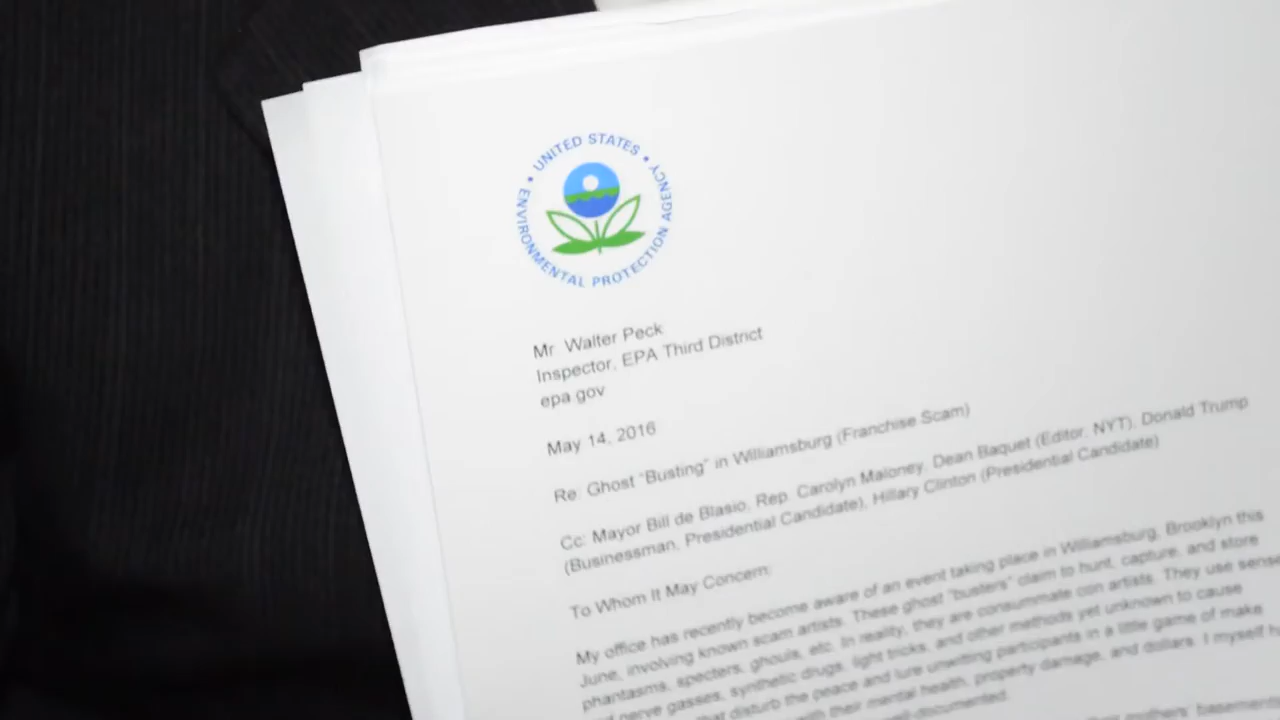 UNITED STATES
ENVIRONMENTAL PROTECTION AGENCY
Mr Walter Peck
Inspector, EPA Third District
epa gov
May 14, 2016
Re: Ghost "Busting" in Williamsburg (Franchise Scam)
Cc: Mayor Bill de Blasio, Rep. Carolyn Maloney, Dean Baquet (Editor, NYT), Donald Trump
(Businessman, Presidential Candidate), Hillary Clinton (Presidential Candidate)
To Whom It May Concern:
My office has recently become aware of an event taking place in Williamsburg, Brooklyn this
June, involving known scam artists. These ghost "busters" claim to hunt, capture, and store
phantasms, specters, ghouls, etc. In reality, they are consummate con artists. They use
nerve gasses, synthetic drugs, light tricks, and other methods yet unknown to cause
that disturb the peace and lure unwitting participants in a little game of make
with their mental health, property damage, and dollars. I myself
well-documented.
mothers' basements